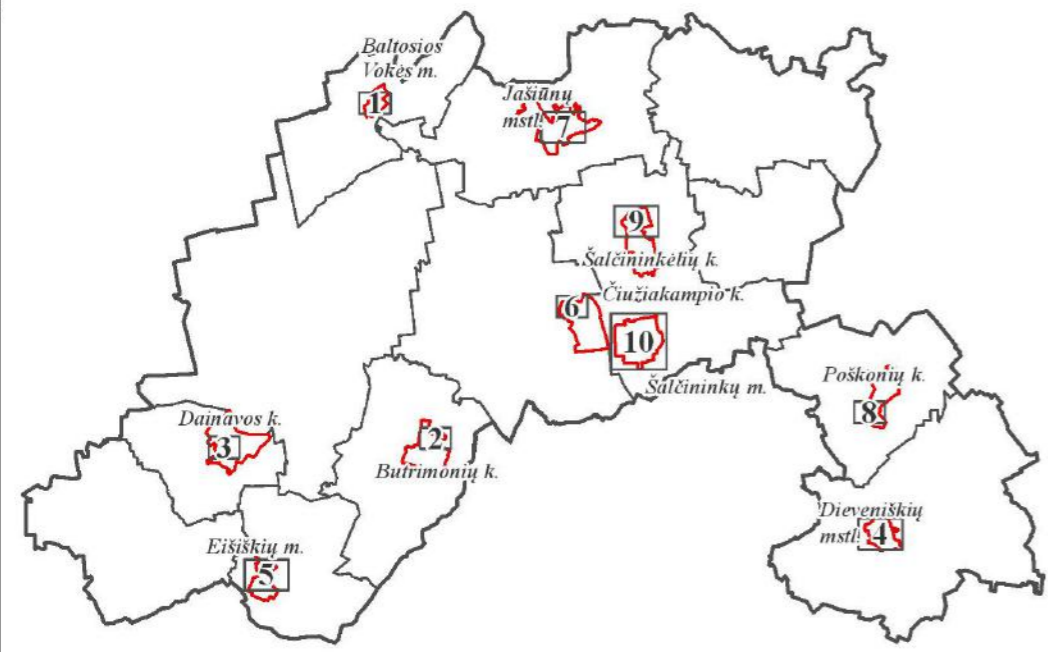 Baltosios
Vokės m.
1
Jašiūnų
mstl.
7
9
Šalčininkėlių k.
Čiužiakampio k.
6
10
Šalčininkų m.
Poškonių k.
8
Dainavos k.
3
2
Butrimonių k.
Dieveniškių
mstl.
4
Eišiškių m.
5